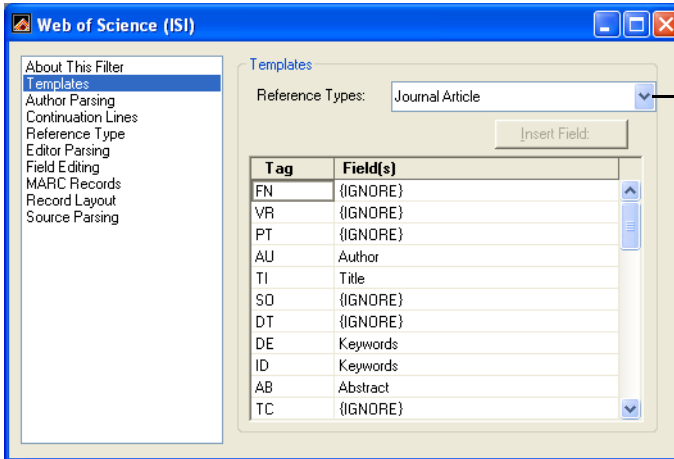 Web of Science (ISI)
About This Filter
Templates
Author Parsing
Continuation Lines
Reference Type
Editor Parsing
Field Editing
MARC Records
Record Layout
Source Parsing
Templates
Reference Types: Journal Article
Insert Field:
Tag Field(s)
FN {IGNORE}
VR {IGNORE}
PT {IGNORE}
AU Author
TI Title
SO {IGNORE}
DT {IGNORE}
DE Keywords
ID Keywords
AB Abstract
TC {IGNORE}